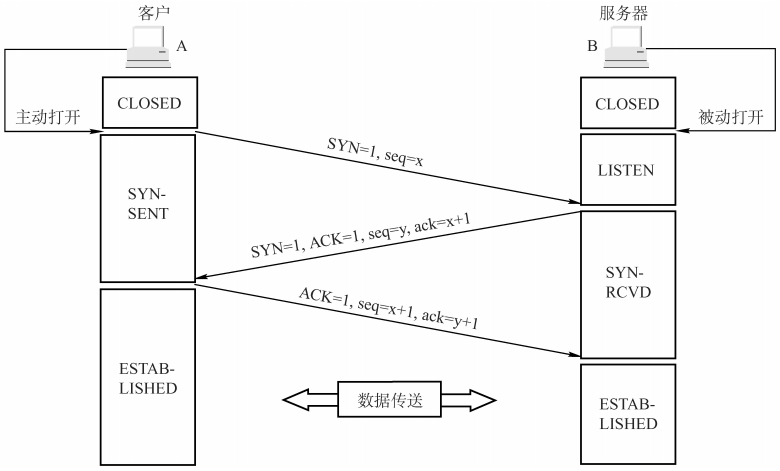 客户
服务器
A
B
CLOSED
CLOSED
主动打开
被动打开
SYN=1, seq=x
LISTEN
SYN-
SENT
SYN=1, ACK=1, seq=y, ack=x+1
SYN-
RCVD
ACK=1, seq=x+1, ack=y+1
ESTAB-
LISHED
数据传送
ESTAB-
LISHED